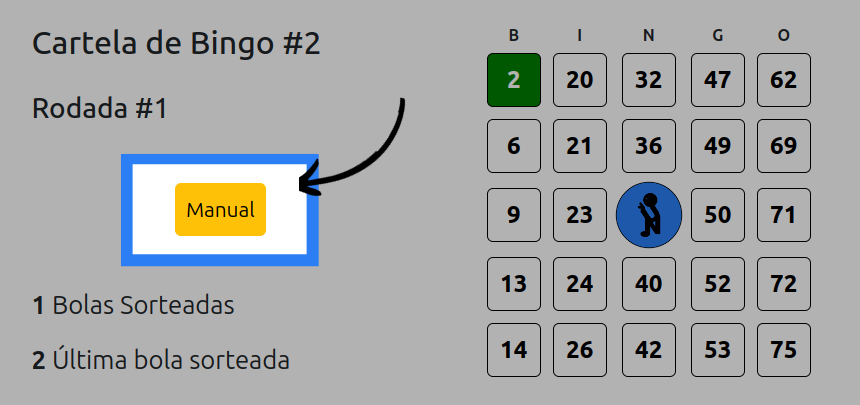 Cartela de Bingo #2
Rodada #1
Manual
1 Bolas Sorteadas
2 Última bola sorteada
B I N G O
2 20 32 47 62
6 21 36 49 69
9 23 50 71
13 24 40 52 72
14 26 42 53 75